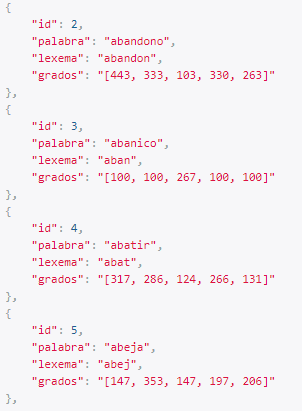 {
"id": 2,
"palabra": "abandono",
"lexema": "abandon",
"grados": "[443, 333, 103, 330, 263]"
},
{
"id": 3,
"palabra": "abanico",
"lexema": "aban",
"grados": "[100, 100, 267, 100, 100]"
},
{
"id": 4,
"palabra": "abatir",
"lexema": "abat",
"grados": "[317, 286, 124, 266, 131]"
},
{
"id": 5,
"palabra": "abeja",
"lexema": "abej",
"grados": "[147, 353, 147, 197, 206]"
},